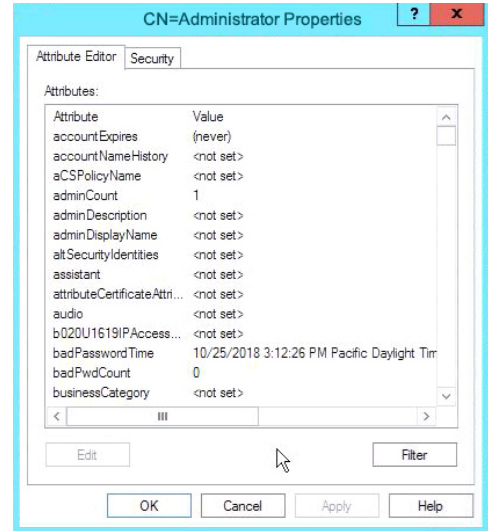 CN=Administrator Properties ? x
Attribute Editor Security
Attributes:
Attribute Value
accountExpires (never)
accountNameHistory <not set>
aCSPolicyName <not set>
adminCount 1
adminDescription <not set>
adminDisplayName <not set>
altSecurityIdentities <not set>
assistant <not set>
attributeCertificateAttri... <not set>
audio <not set>
b020U1619IPAccess... <not set>
badPasswordTime 10/25/2018 3:12:26 PM Pacific Daylight Tim
badPwdCount 0
businessCategory <not set>
Edit Filter
OK Cancel Apply Help